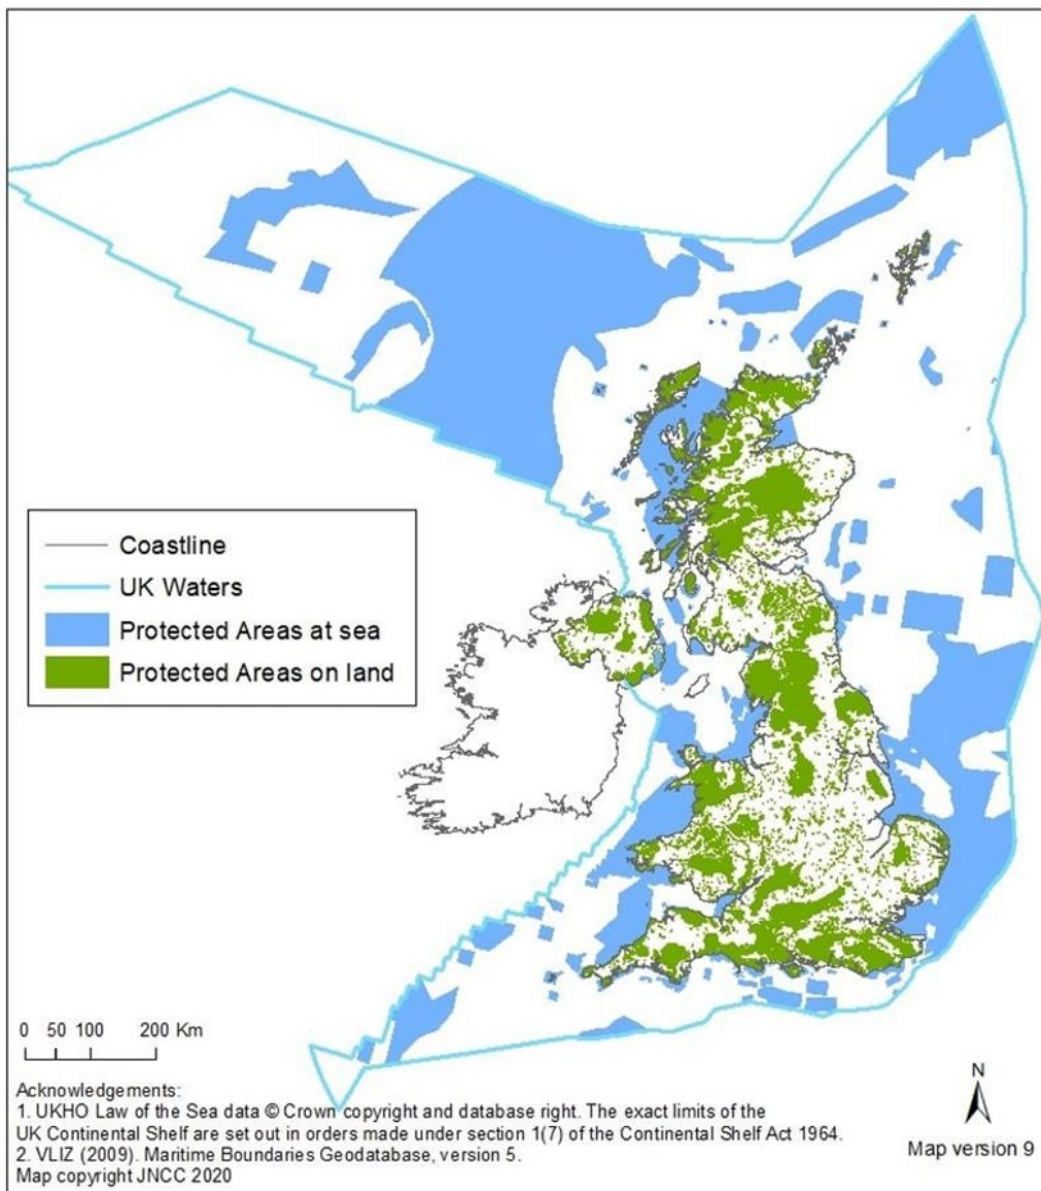 Coastline
UK Waters
Protected Areas at sea
Protected Areas on land
0 50 100 200 Km
Acknowledgements:
1. UKHO Law of the Sea data © Crown copyright and database right. The exact limits of the
UK Continental Shelf are set out in orders made under section 1(7) of the Continental Shelf Act 1964.
2. VLIZ (2009). Maritime Boundaries Geodatabase, version 5.
Map copyright JNCC 2020
N
Map version 9